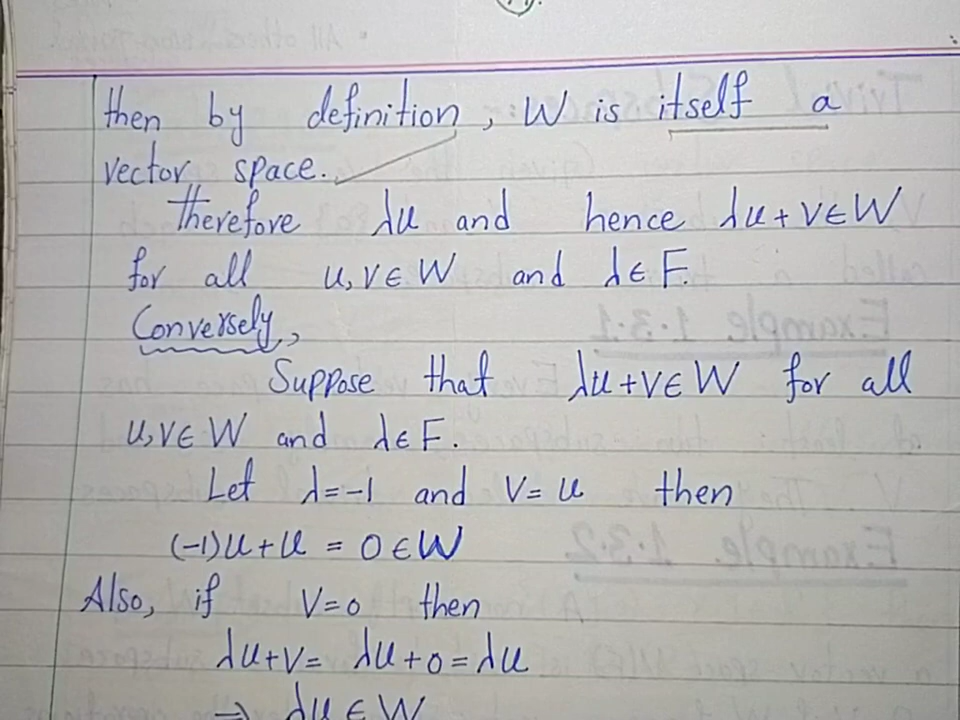 then by definition, W is itself a
vector space.
Therefore λu and hence λu+v∈W
for all u,v∈W and λ∈F.
Conversely,
Suppose that λu+v∈W for all
u,v∈W and λ∈F.
Let λ=-1 and v=u then
(-1)u+u = 0∈W
Also, if v=0 then
λu+v= λu+0=λu
⇒ λu∈W